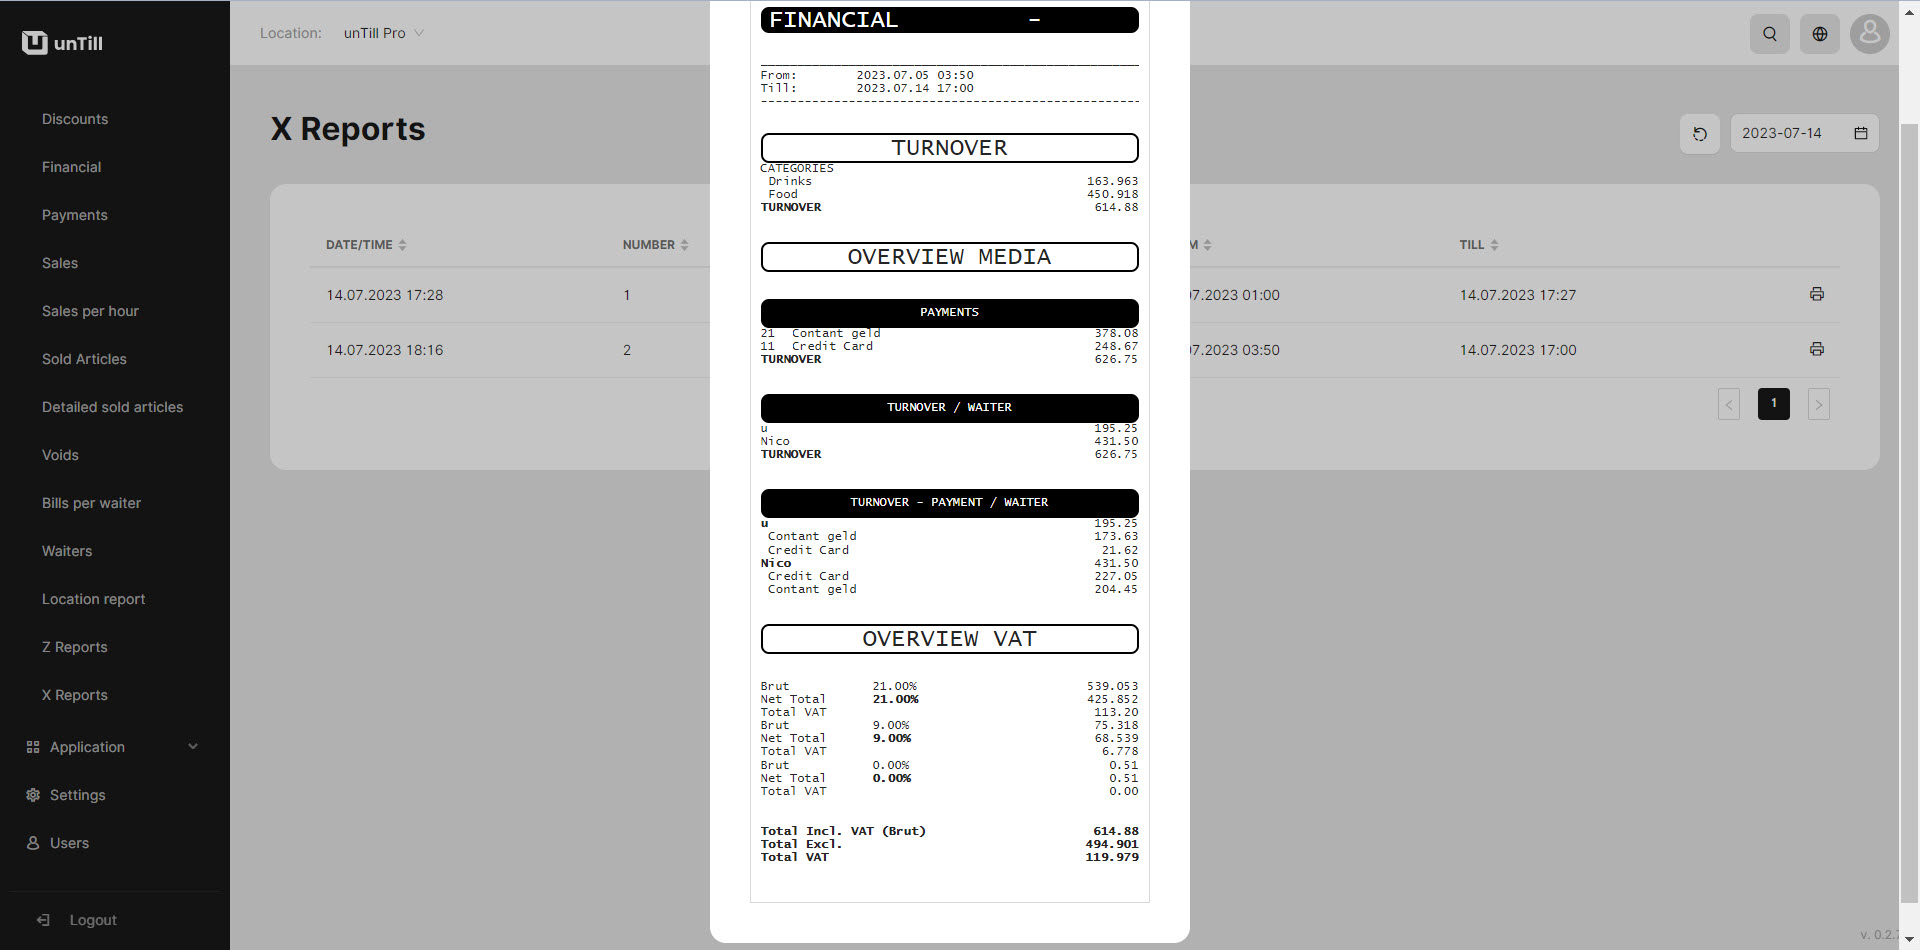 unTill
Discounts
Financial
Payments
Sales
Sales per hour
Sold Articles
Detailed sold articles
Voids
Bills per waiter
Waiters
Location report
Z Reports
X Reports
Application
Settings
Users
Logout
Location: unTill Pro
X Reports
2023-07-14
DATE/TIME NUMBER M TILL
14.07.2023 17:28 1 7.2023 01:00 14.07.2023 17:27
14.07.2023 18:16 2 7.2023 03:50 14.07.2023 17:00
< 1 >
FINANCIAL -
From: 2023.07.05 03:50
Till: 2023.07.14 17:00
TURNOVER
CATEGORIES
Drinks 163.963
Food 450.918
TURNOVER 614.88
OVERVIEW MEDIA
PAYMENTS
21 Contant geld 378.08
11 Credit Card 248.67
TURNOVER 626.75
TURNOVER / WAITER
u 195.25
Nico 431.50
TURNOVER 626.75
TURNOVER - PAYMENT / WAITER
u 195.25
Contant geld 173.63
Credit Card 21.62
Nico 431.50
Credit Card 227.05
Contant geld 204.45
OVERVIEW VAT
Brut 21.00% 539.053
Net Total 21.00% 425.852
Total VAT 113.20
Brut 9.00% 75.318
Net Total 9.00% 68.539
Total VAT 6.778
Brut 0.00% 0.51
Net Total 0.00% 0.51
Total VAT 0.00
Total Incl. VAT (Brut) 614.88
Total Excl. 494.901
Total VAT 119.979
v. 0.2.